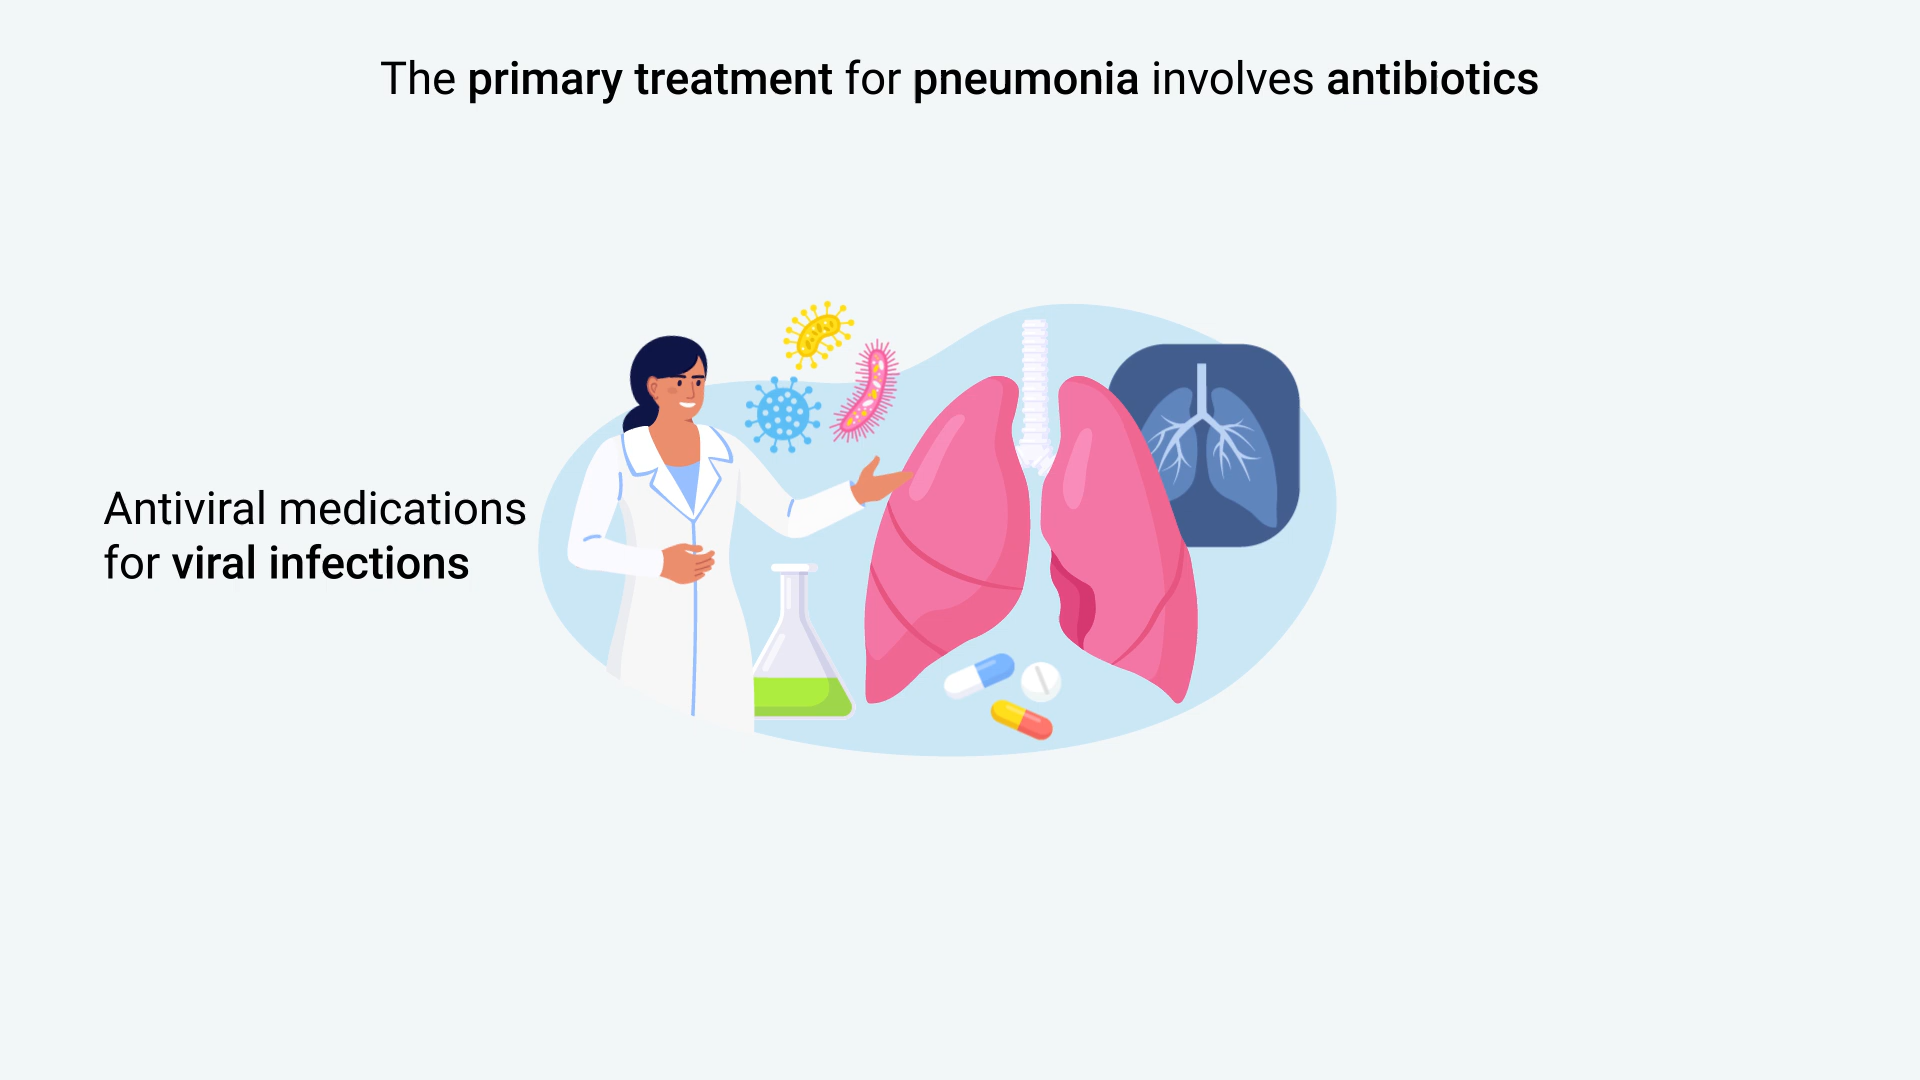 The primary treatment for pneumonia involves antibiotics
Antiviral medications
for viral infections